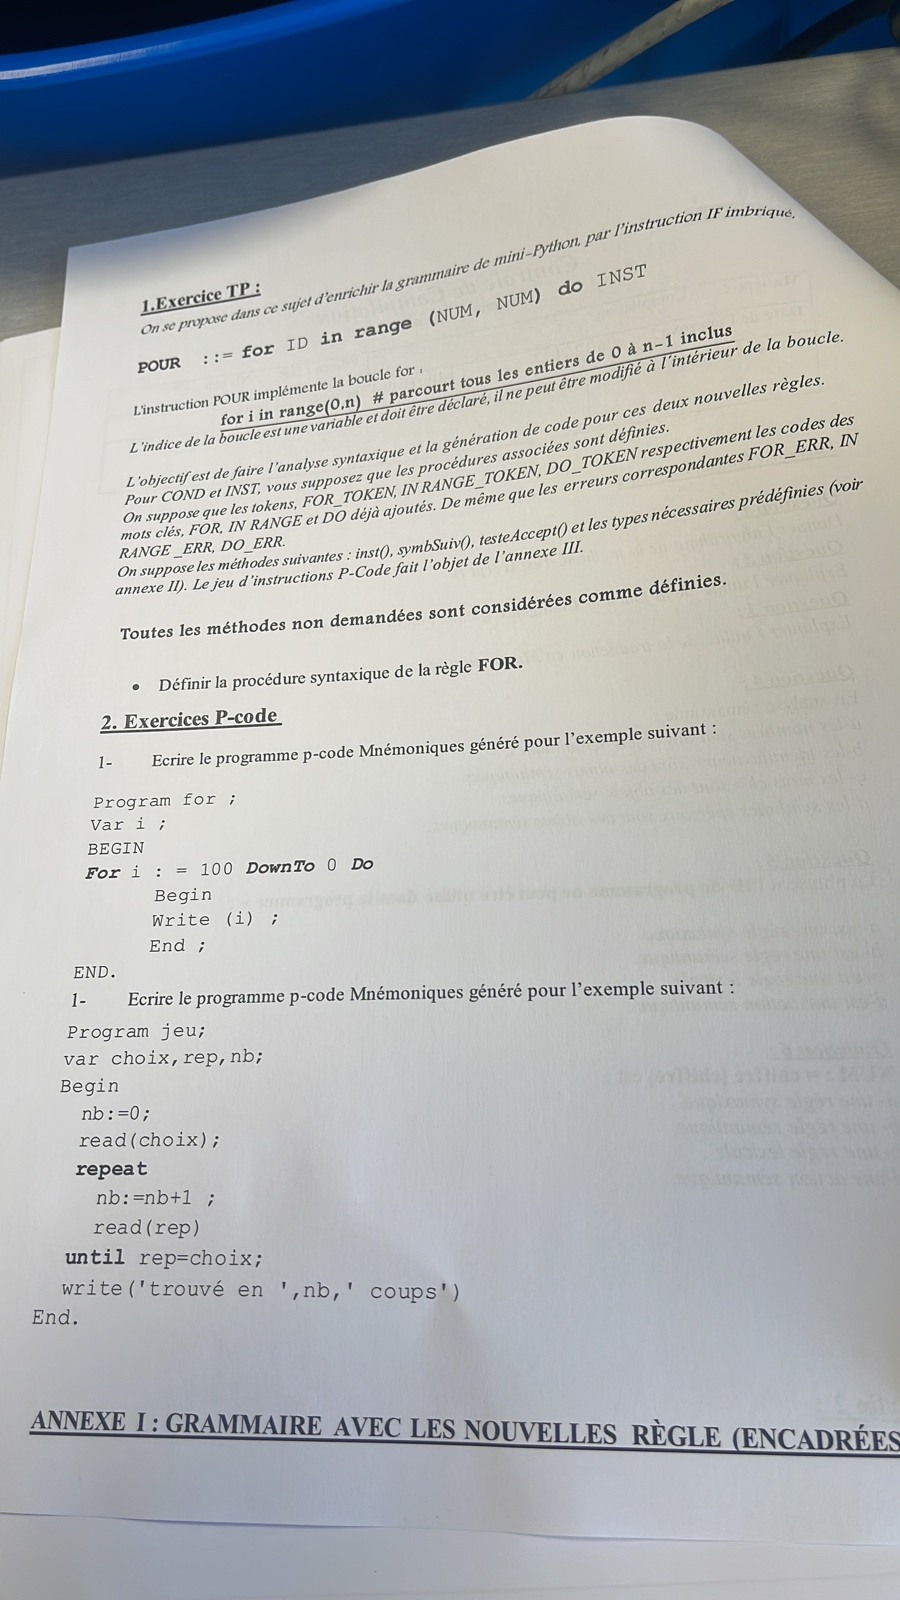 1.Exercice TP :
On se propose dans ce sujet d'enrichir la grammaire de mini-Python, par l'instruction IF imbriqué.
POUR ::= for ID in range (NUM, NUM) do INST
L'instruction POUR implémente la boucle for .
for i in range(0,n) # parcourt tous les entiers de 0 à n-1 inclus
L'indice de la boucle est une variable et doit être déclaré, il ne peut être modifié à l'intérieur de la boucle.
L'objectif est de faire l'analyse syntaxique et la génération de code pour ces deux nouvelles règles.
Pour COND et INST, vous supposez que les procédures associées sont définies.
On suppose que les tokens, FOR_TOKEN, IN RANGE_TOKEN, DO_TOKEN respectivement les codes des
mots clés, FOR, IN RANGE et DO déjà ajoutés. De même que les erreurs correspondantes FOR_ERR, IN
RANGE _ERR, DO_ERR.
On suppose les méthodes suivantes : inst(), symbSuiv(), testeAccept() et les types nécessaires prédéfinies (voir
annexe II). Le jeu d'instructions P-Code fait l'objet de l'annexe III.
Toutes les méthodes non demandées sont considérées comme définies.
• Définir la procédure syntaxique de la règle FOR.
2. Exercices P-code
1- Ecrire le programme p-code Mnémoniques généré pour l'exemple suivant :
Program for ;
Var i ;
BEGIN
For i : = 100 DownTo 0 Do
Begin
Write (i) ;
End ;
END.
1- Ecrire le programme p-code Mnémoniques généré pour l'exemple suivant :
Program jeu;
var choix,rep,nb;
Begin
nb:=0;
read(choix);
repeat
nb:=nb+1 ;
read(rep)
until rep=choix;
write('trouvé en ',nb,' coups')
End.
ANNEXE I : GRAMMAIRE AVEC LES NOUVELLES RÈGLE (ENCADRÉES